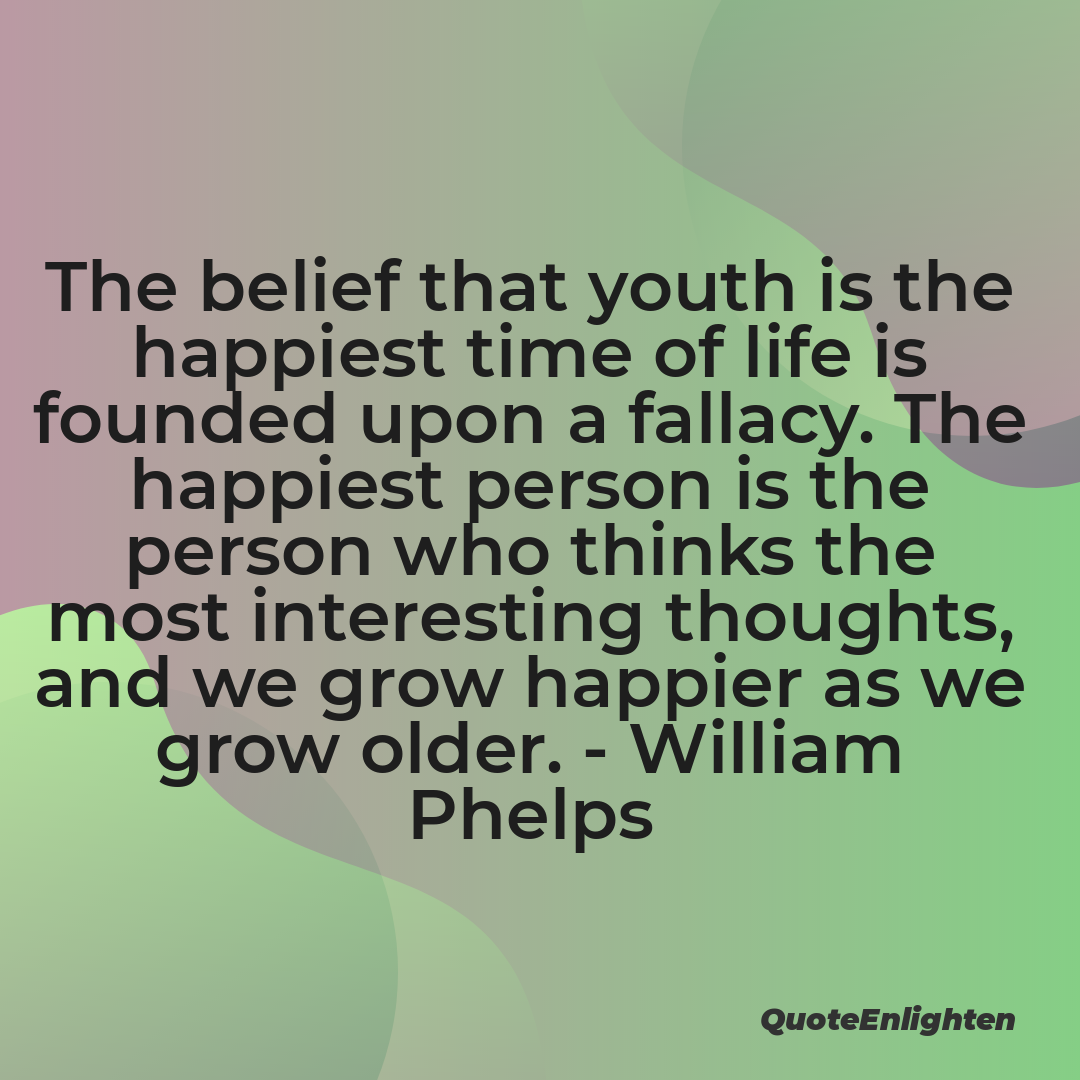 The belief that youth is the
happiest time of life is
founded upon a fallacy. The
happiest person is the
person who thinks the
most interesting thoughts,
and we grow happier as we
grow older. - William
Phelps
QuoteEnlighten